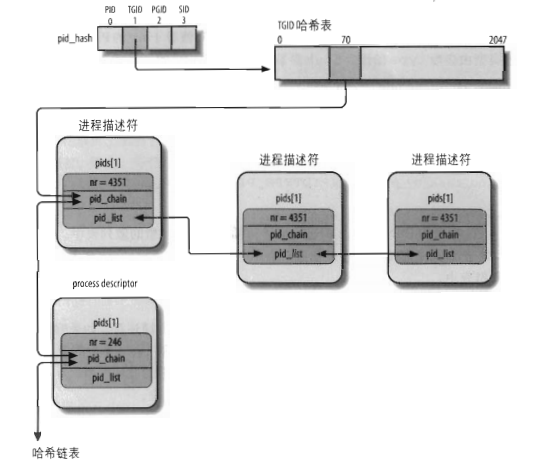 PID TGID PGID SID
0 1 2 3
pid_hash
TGID 哈希表
0 70 2047
进程描述符
pids[1]
nr = 4351
pid_chain
pid_list
进程描述符
pids[1]
nr = 4351
pid_chain
pid_list
进程描述符
pids[1]
nr = 4351
pid_chain
pid_list
process descriptor
pids[1]
nr = 246
pid_chain
pid_list
哈希链表